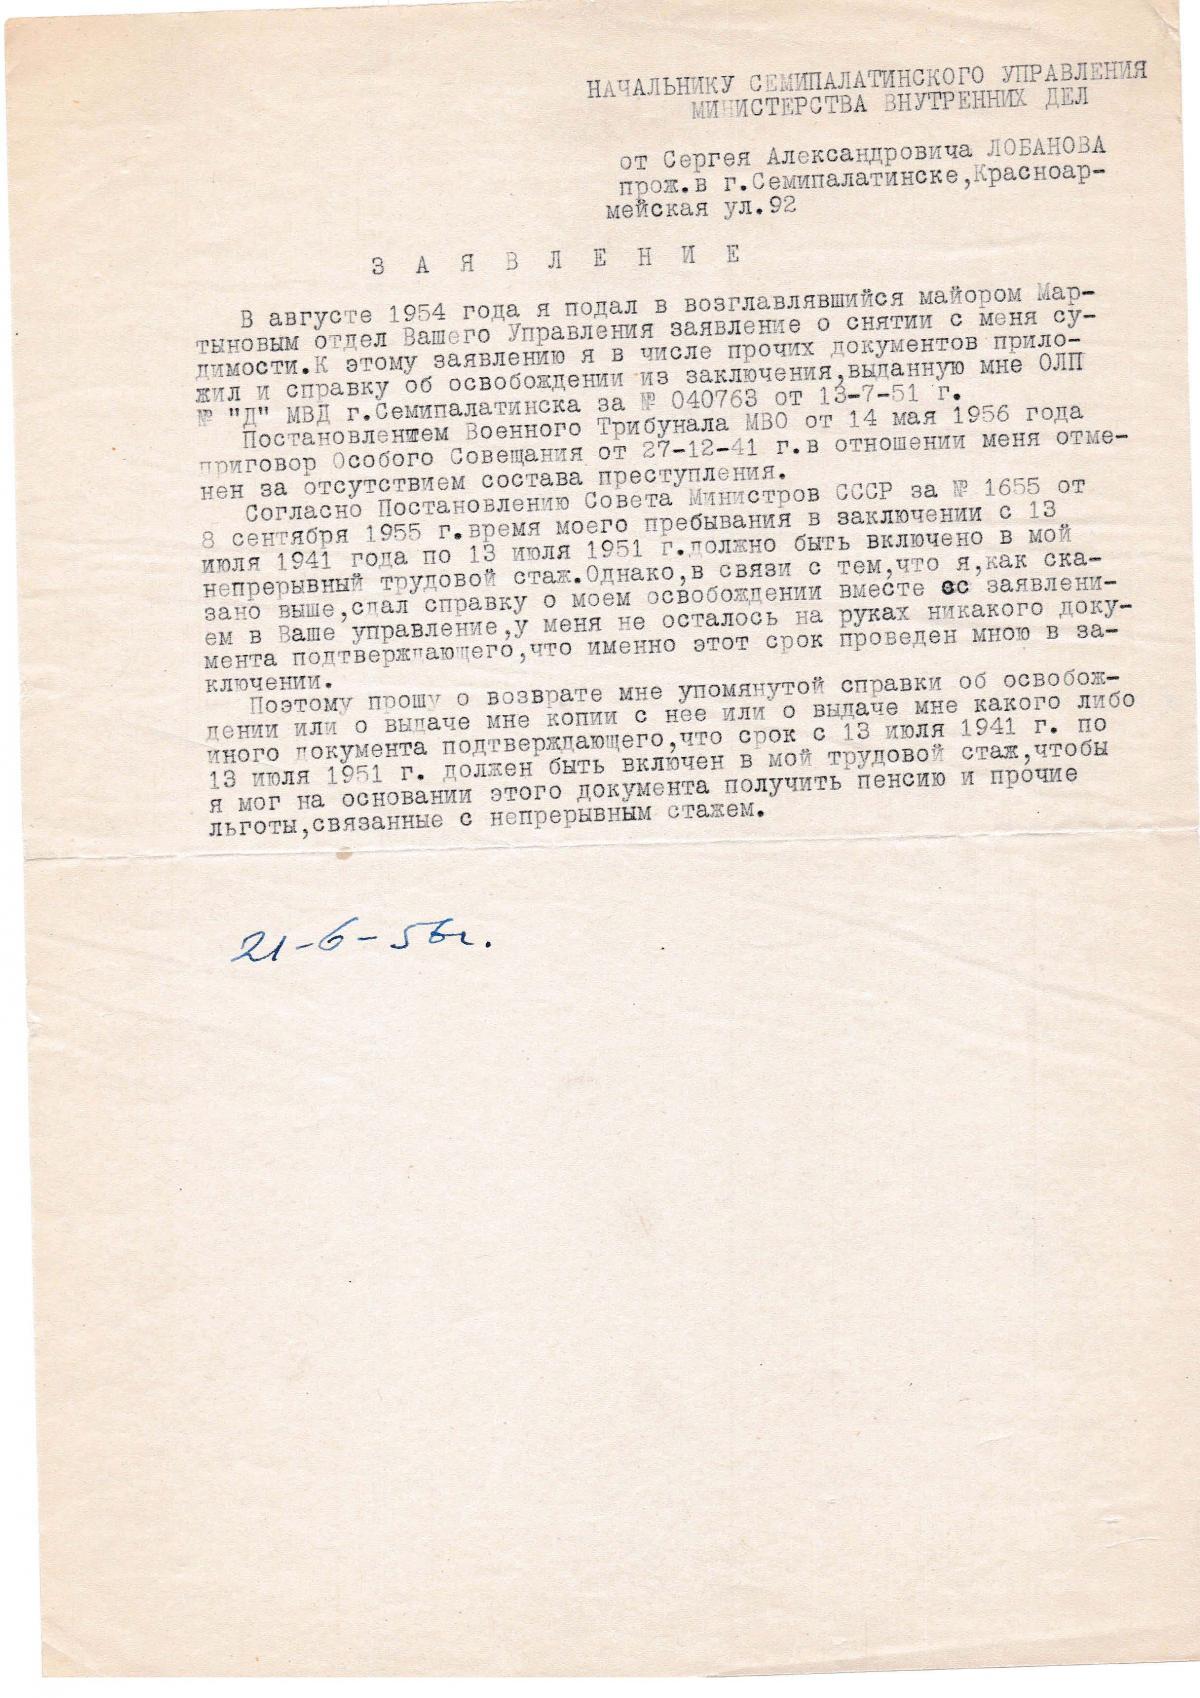 НАЧАЛЬНИКУ СЕМИПАЛАТИНСКОГО УПРАВЛЕНИЯ
МИНИСТЕРСТВА ВНУТРЕННИХ ДЕЛ
от Сергея Александровича ЛОБАНОВА
прож.в г.Семипалатинске,Красноар-
мейская ул.92
З А Я В Л Е Н И Е
В августе 1954 года я подал в возглавлявшийся майором Мар-
тыновым отдел Вашего Управления заявление о снятии с меня су-
димости.К этому заявлению я в числе прочих документов прило-
жил и справку об освобождении из заключения,выданную мне ОЛП
№ "Д" МВД г.Семипалатинска за № 040763 от 13-7-51 г.
Постановлением Военного Трибунала МВО от 14 мая 1956 года
приговор Особого Совещания от 27-12-41 г.в отношении меня отме-
нен за отсутствием состава преступления.
Согласно Постановлению Совета Министров СССР за № 1655 от
8 сентября 1955 г.время моего пребывания в заключении с 13
июля 1941 года по 13 июля 1951 г.должно быть включено в мой
непрерывный трудовой стаж.Однако,в связи с тем,что я,как ска-
зано выше,сдал справку о моем освобождении вместе сс заявлени-
ем в Ваше управление,у меня не осталось на руках никакого доку-
мента подтверждающего,что именно этот срок проведен мною в за-
ключении.
Поэтому прошу о возврате мне упомянутой справки об освобож-
дении или о выдаче мне копии с нее или о выдаче мне какого либо
иного документа подтверждающего,что срок с 13 июля 1941 г. по
13 июля 1951 г. должен быть включен в мой трудовой стаж,чтобы
я мог на основании этого документа получить пенсию и прочие
льготы,связанные с непрерывным стажем.
21-6-56г.